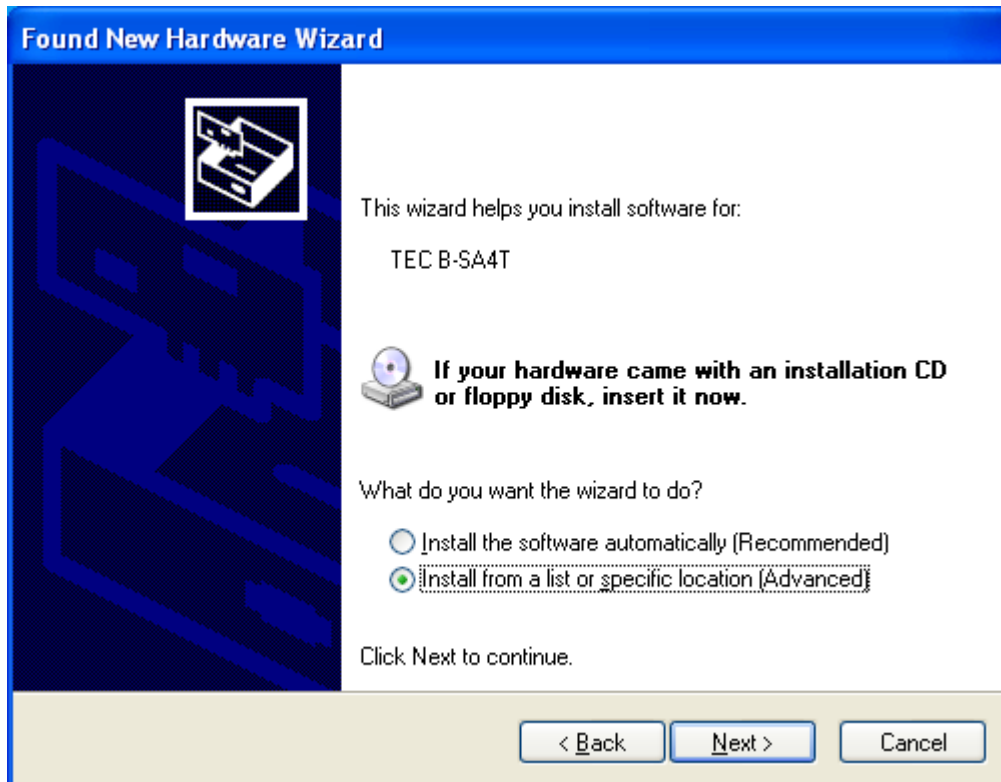 Found New Hardware Wizard
This wizard helps you install software for:
TEC B-SA4T
If your hardware came with an installation CD
or floppy disk, insert it now.
What do you want the wizard to do?
Install the software automatically (Recommended)
Install from a list or specific location (Advanced)
Click Next to continue.
< Back Next > Cancel